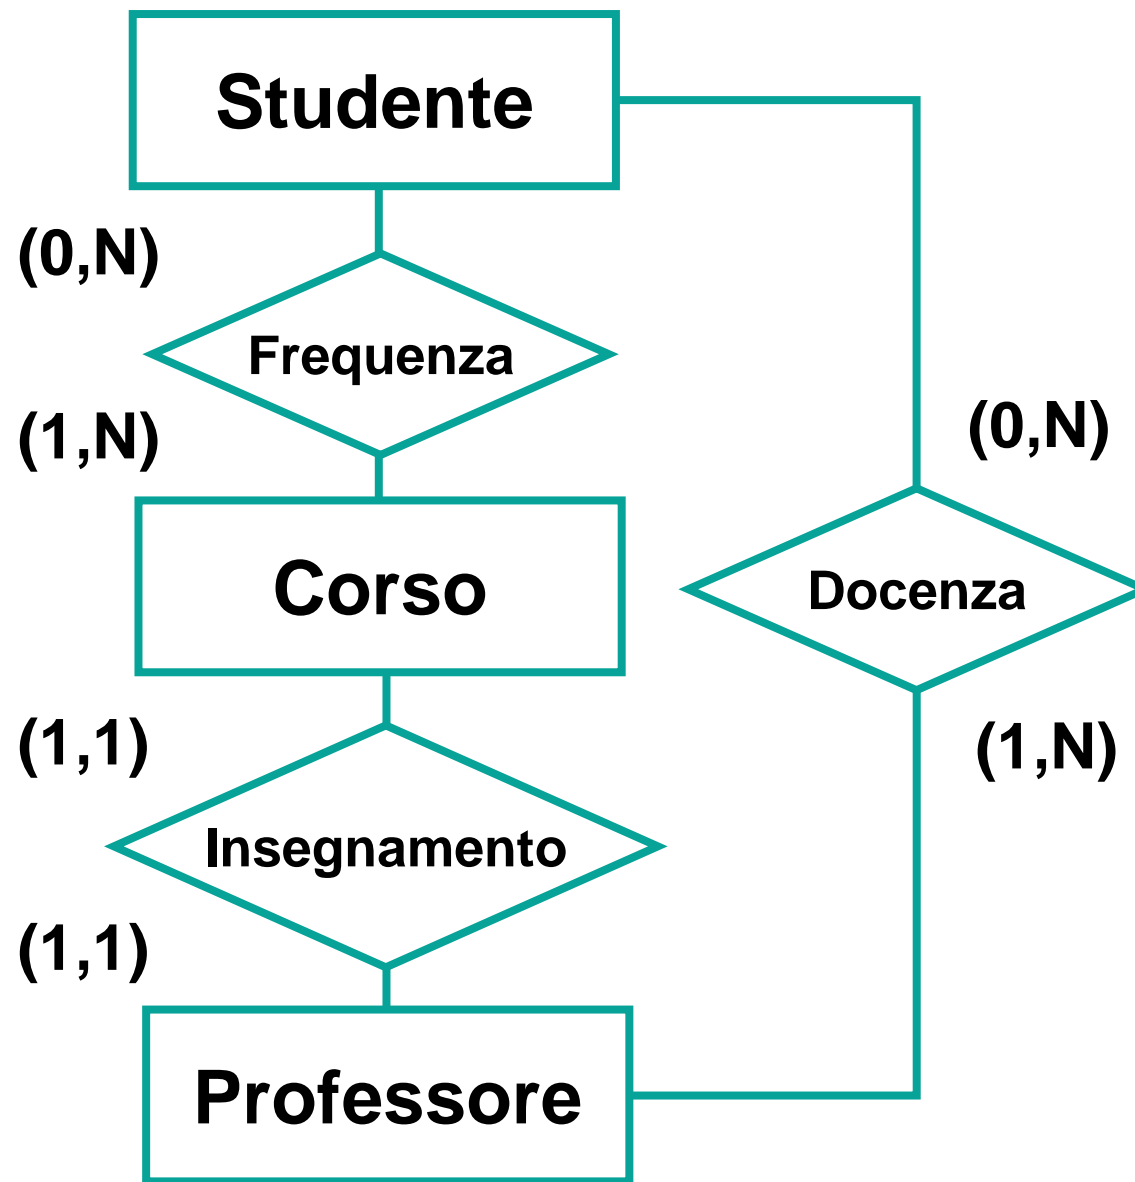 Studente
(0,N)
Frequenza
(1,N)
(0,N)
Corso
Docenza
(1,1)
(1,N)
Insegnamento
(1,1)
Professore